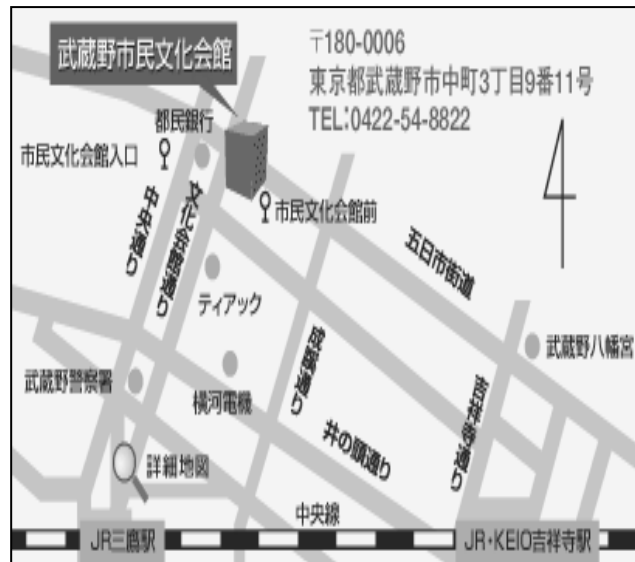 武蔵野市民文化会館
〒180-0006
東京都武蔵野市中町3丁目9番11号
TEL:0422-54-8822
都民銀行
市民文化会館入口
市民文化会館前
中央通り
文化会館通り
五日市街道
ティアック
武蔵野八幡宮
武蔵野警察署
横河電機
吉祥寺通り
井の頭通り
詳細地図
中央線
JR三鷹駅
JR・KEIO吉祥寺駅